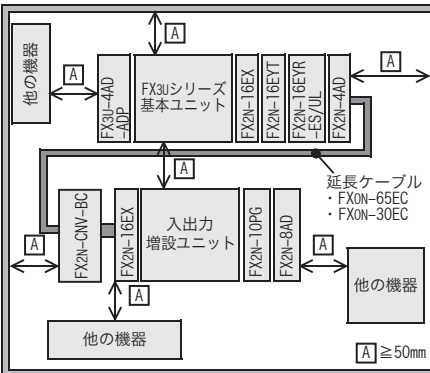 A
他の機器
A
FX3U-4AD
-ADP
FX3Uシリーズ
基本ユニット
FX2N-16EX
FX2N-16EYT
FX2N-16EYR
-ES/UL
FX2N-4AD
A
A
延長ケーブル
・FX0N-65EC
・FX0N-30EC
A
FX2N-CNV-BC
FX2N-16EX
入出力
増設ユニット
FX2N-10PG
FX2N-8AD
A
他の機器
A
他の機器
A≧50mm